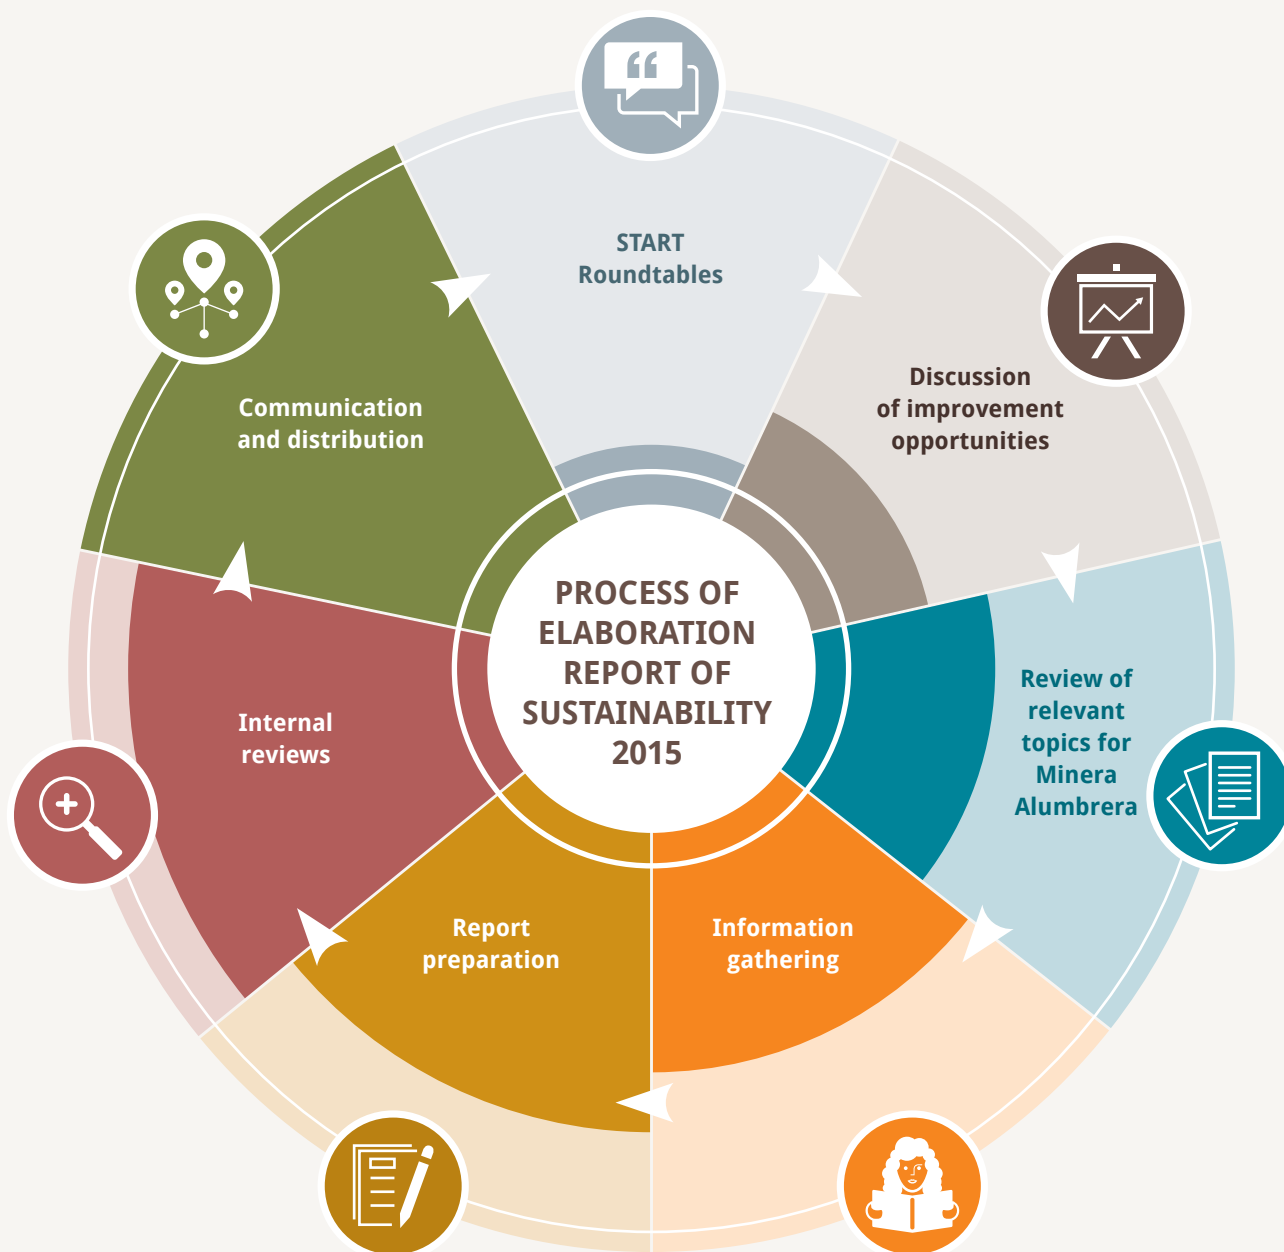 PROCESS OF
ELABORATION
REPORT OF
SUSTAINABILITY
2015
START
Roundtables
Discussion
of improvement
opportunities
Review of
relevant
topics for
Minera
Alumbrera
Information
gathering
Report
preparation
Internal
reviews
Communication
and distribution